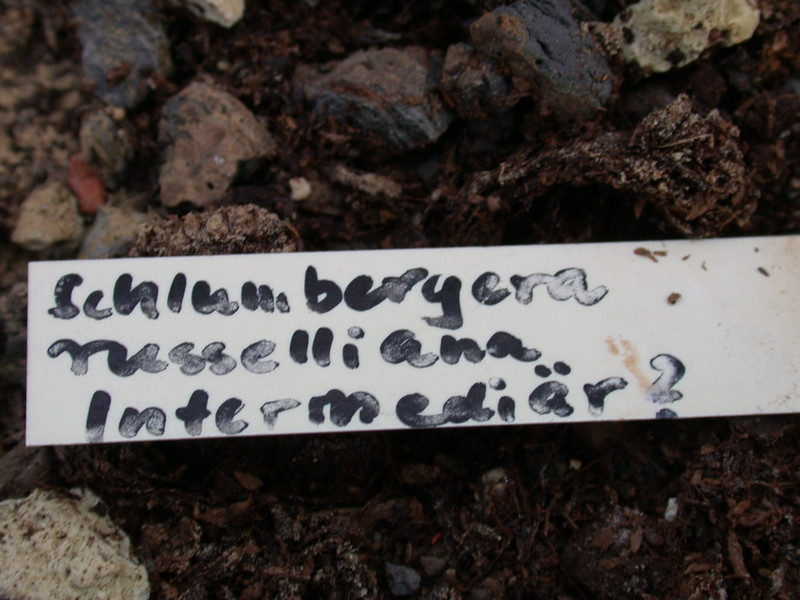 Schlumbergera
russelliana
Intermediär?